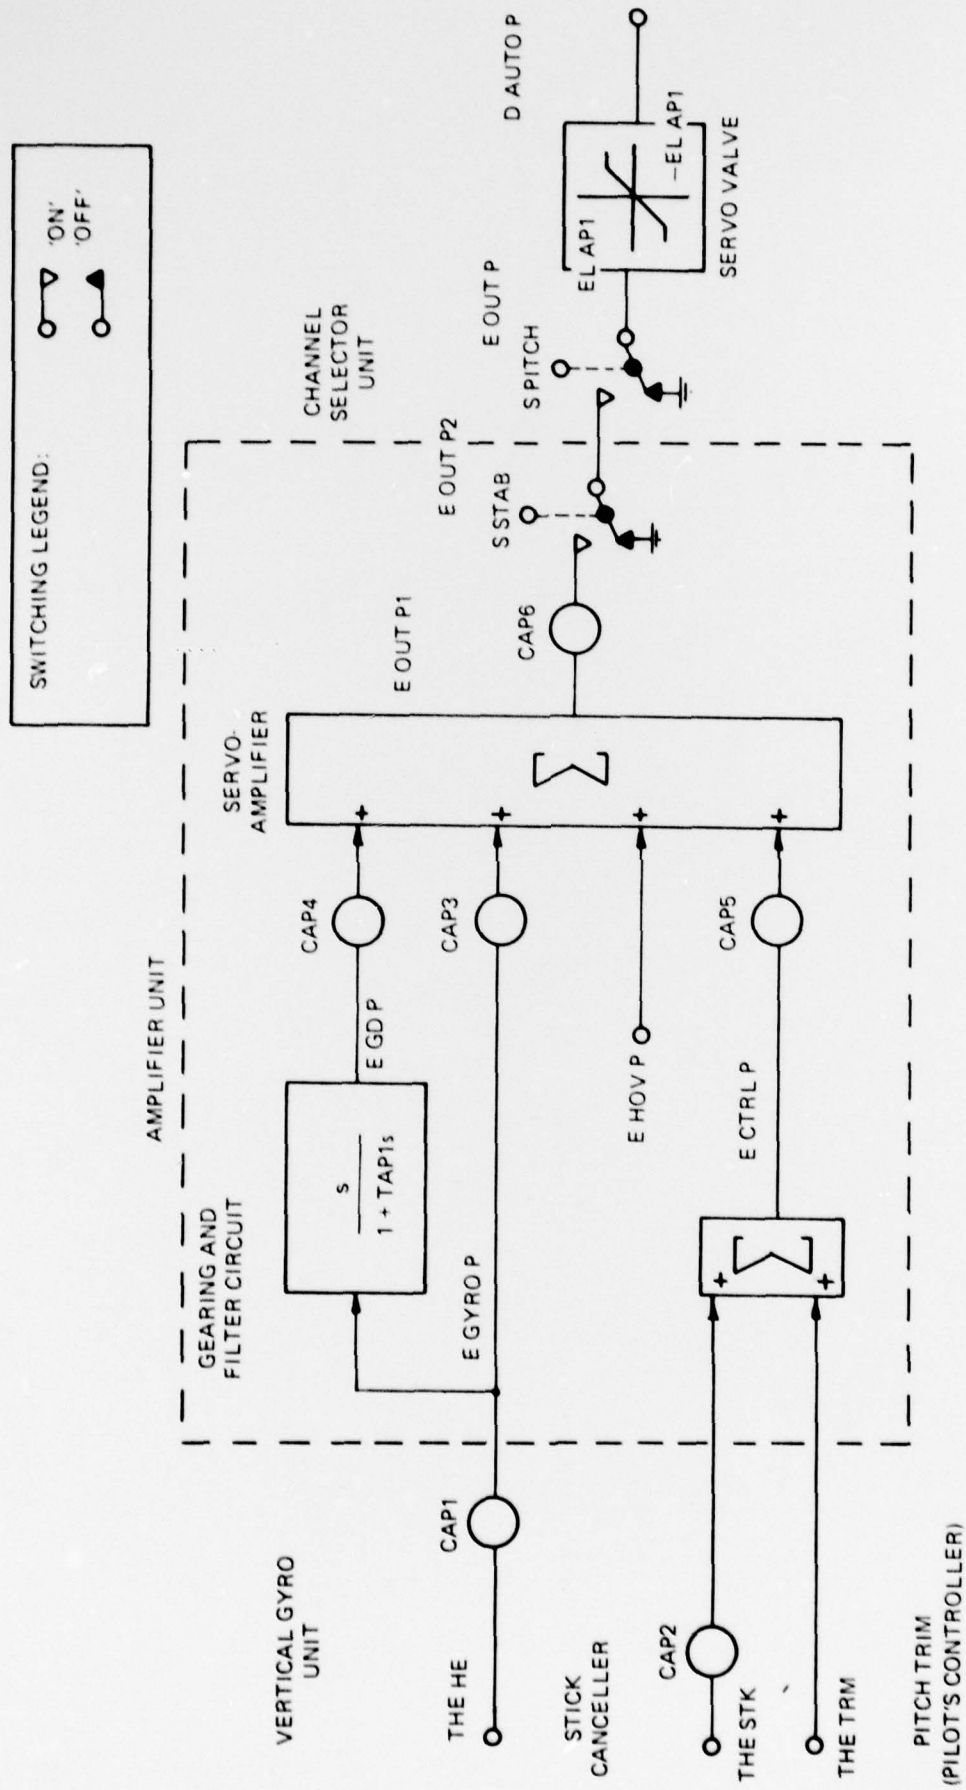 SWITCHING LEGEND:
'ON'
'OFF'
AMPLIFIER UNIT
CHANNEL
SELECTOR
UNIT
GEARING AND
FILTER CIRCUIT
SERVO-
AMPLIFIER
VERTICAL GYRO
UNIT
s
1 + TAP1s
E GD P
CAP4
+
E OUT P1
E OUT P2
E OUT P
D AUTO P
THE HE
CAP1
E GYRO P
CAP3
+
Σ
CAP6
S STAB
S PITCH
EL AP1
-EL AP1
SERVO VALVE
E HOV P
+
STICK
CANCELLER
CAP2
THE STK
THE TRM
+
Σ
+
E CTRL P
CAP5
+
PITCH TRIM
(PILOT'S CONTROLLER)